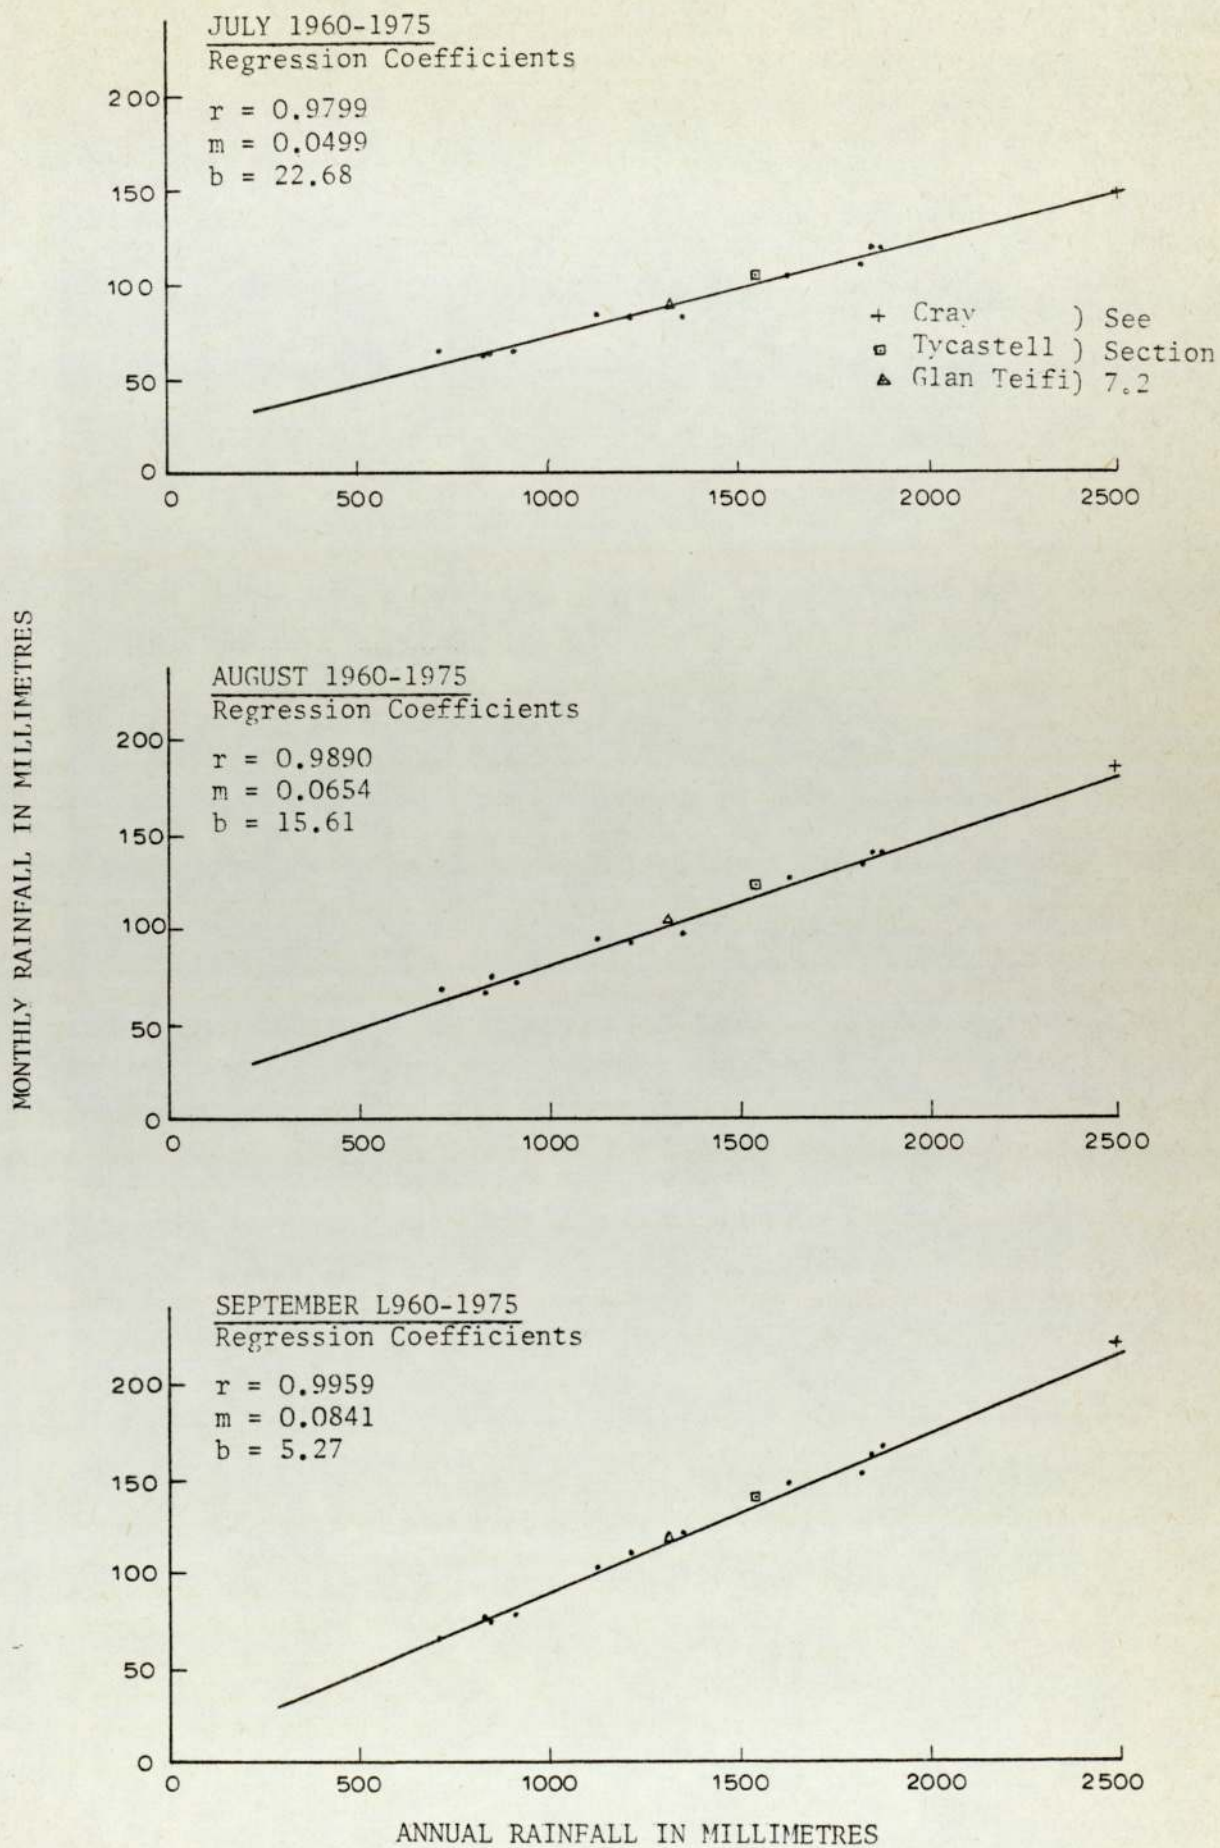 JULY 1960-1975
Regression Coefficients
r = 0.9799
m = 0.0499
b = 22.68
200
150
100
50
0
+ Cray ) See
⊡ Tycastell ) Section
△ Glan Teifi) 7.2
0 500 1000 1500 2000 2500
MONTHLY RAINFALL IN MILLIMETRES
AUGUST 1960-1975
Regression Coefficients
r = 0.9890
m = 0.0654
b = 15.61
200
150
100
50
0
0 500 1000 1500 2000 2500
SEPTEMBER L960-1975
Regression Coefficients
r = 0.9959
m = 0.0841
b = 5.27
200
150
100
50
0
0 500 1000 1500 2000 2500
ANNUAL RAINFALL IN MILLIMETRES